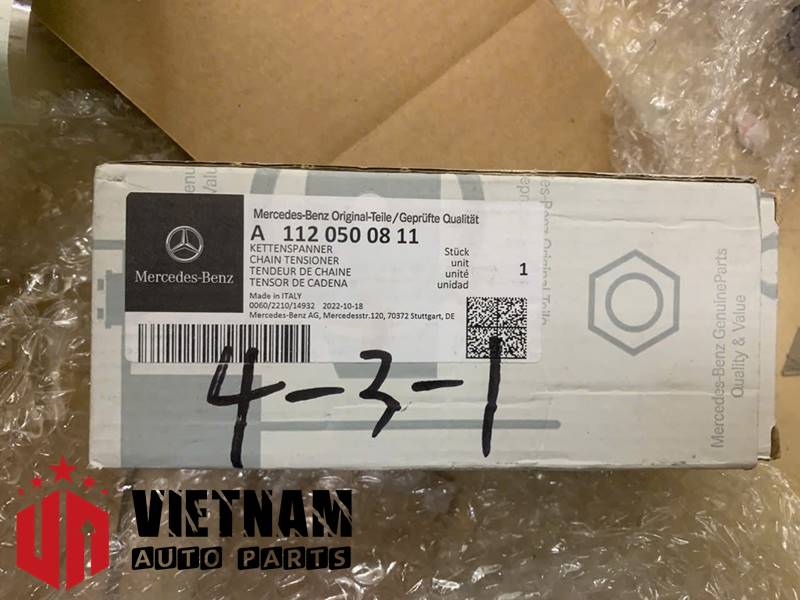 Mercedes-Benz Original-Teile/Geprüfte Qualität
A 112 050 08 11
KETTENSPANNER
CHAIN TENSIONER
TENDEUR DE CHAINE
TENSOR DE CADENA
Stück
unit
unité
unidad
1
Made in ITALY
0060/2210/14932 2022-10-18
Mercedes-Benz AG, Mercedesstr.120, 70372 Stuttgart, DE
Mercedes-Benz
Mercedes-Benz GenuineParts
Quality & Value
4-3-1
VIETNAM
AUTO PARTS